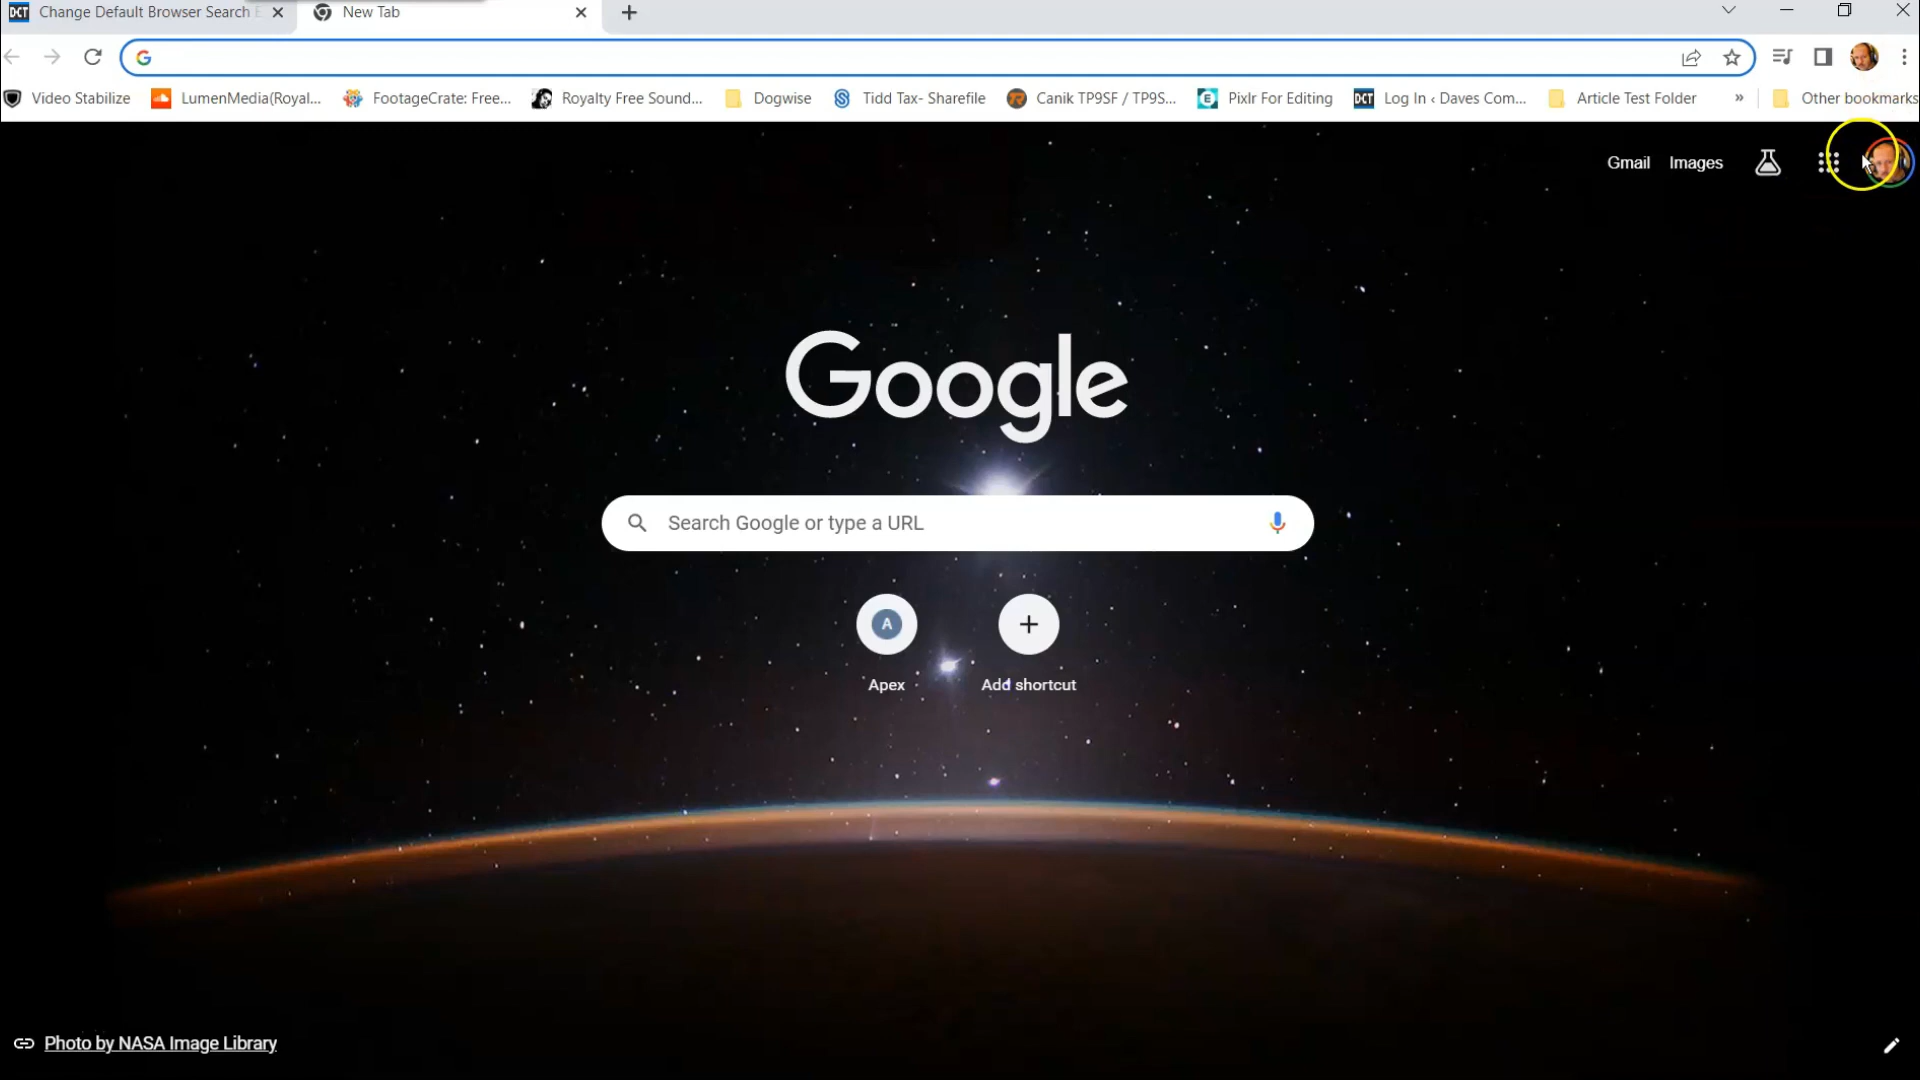 DCT Change Default Browser Search
New Tab
Video Stabilize
LumenMedia(Royal...
FootageCrate: Free...
Royalty Free Sound...
Dogwise
Tidd Tax- Sharefile
Canik TP9SF / TP9S...
Pixlr For Editing
DCT Log In ‹ Daves Com...
Article Test Folder
»
Other bookmarks
Gmail
Images
Google
Search Google or type a URL
A
Apex
Add shortcut
Photo by NASA Image Library